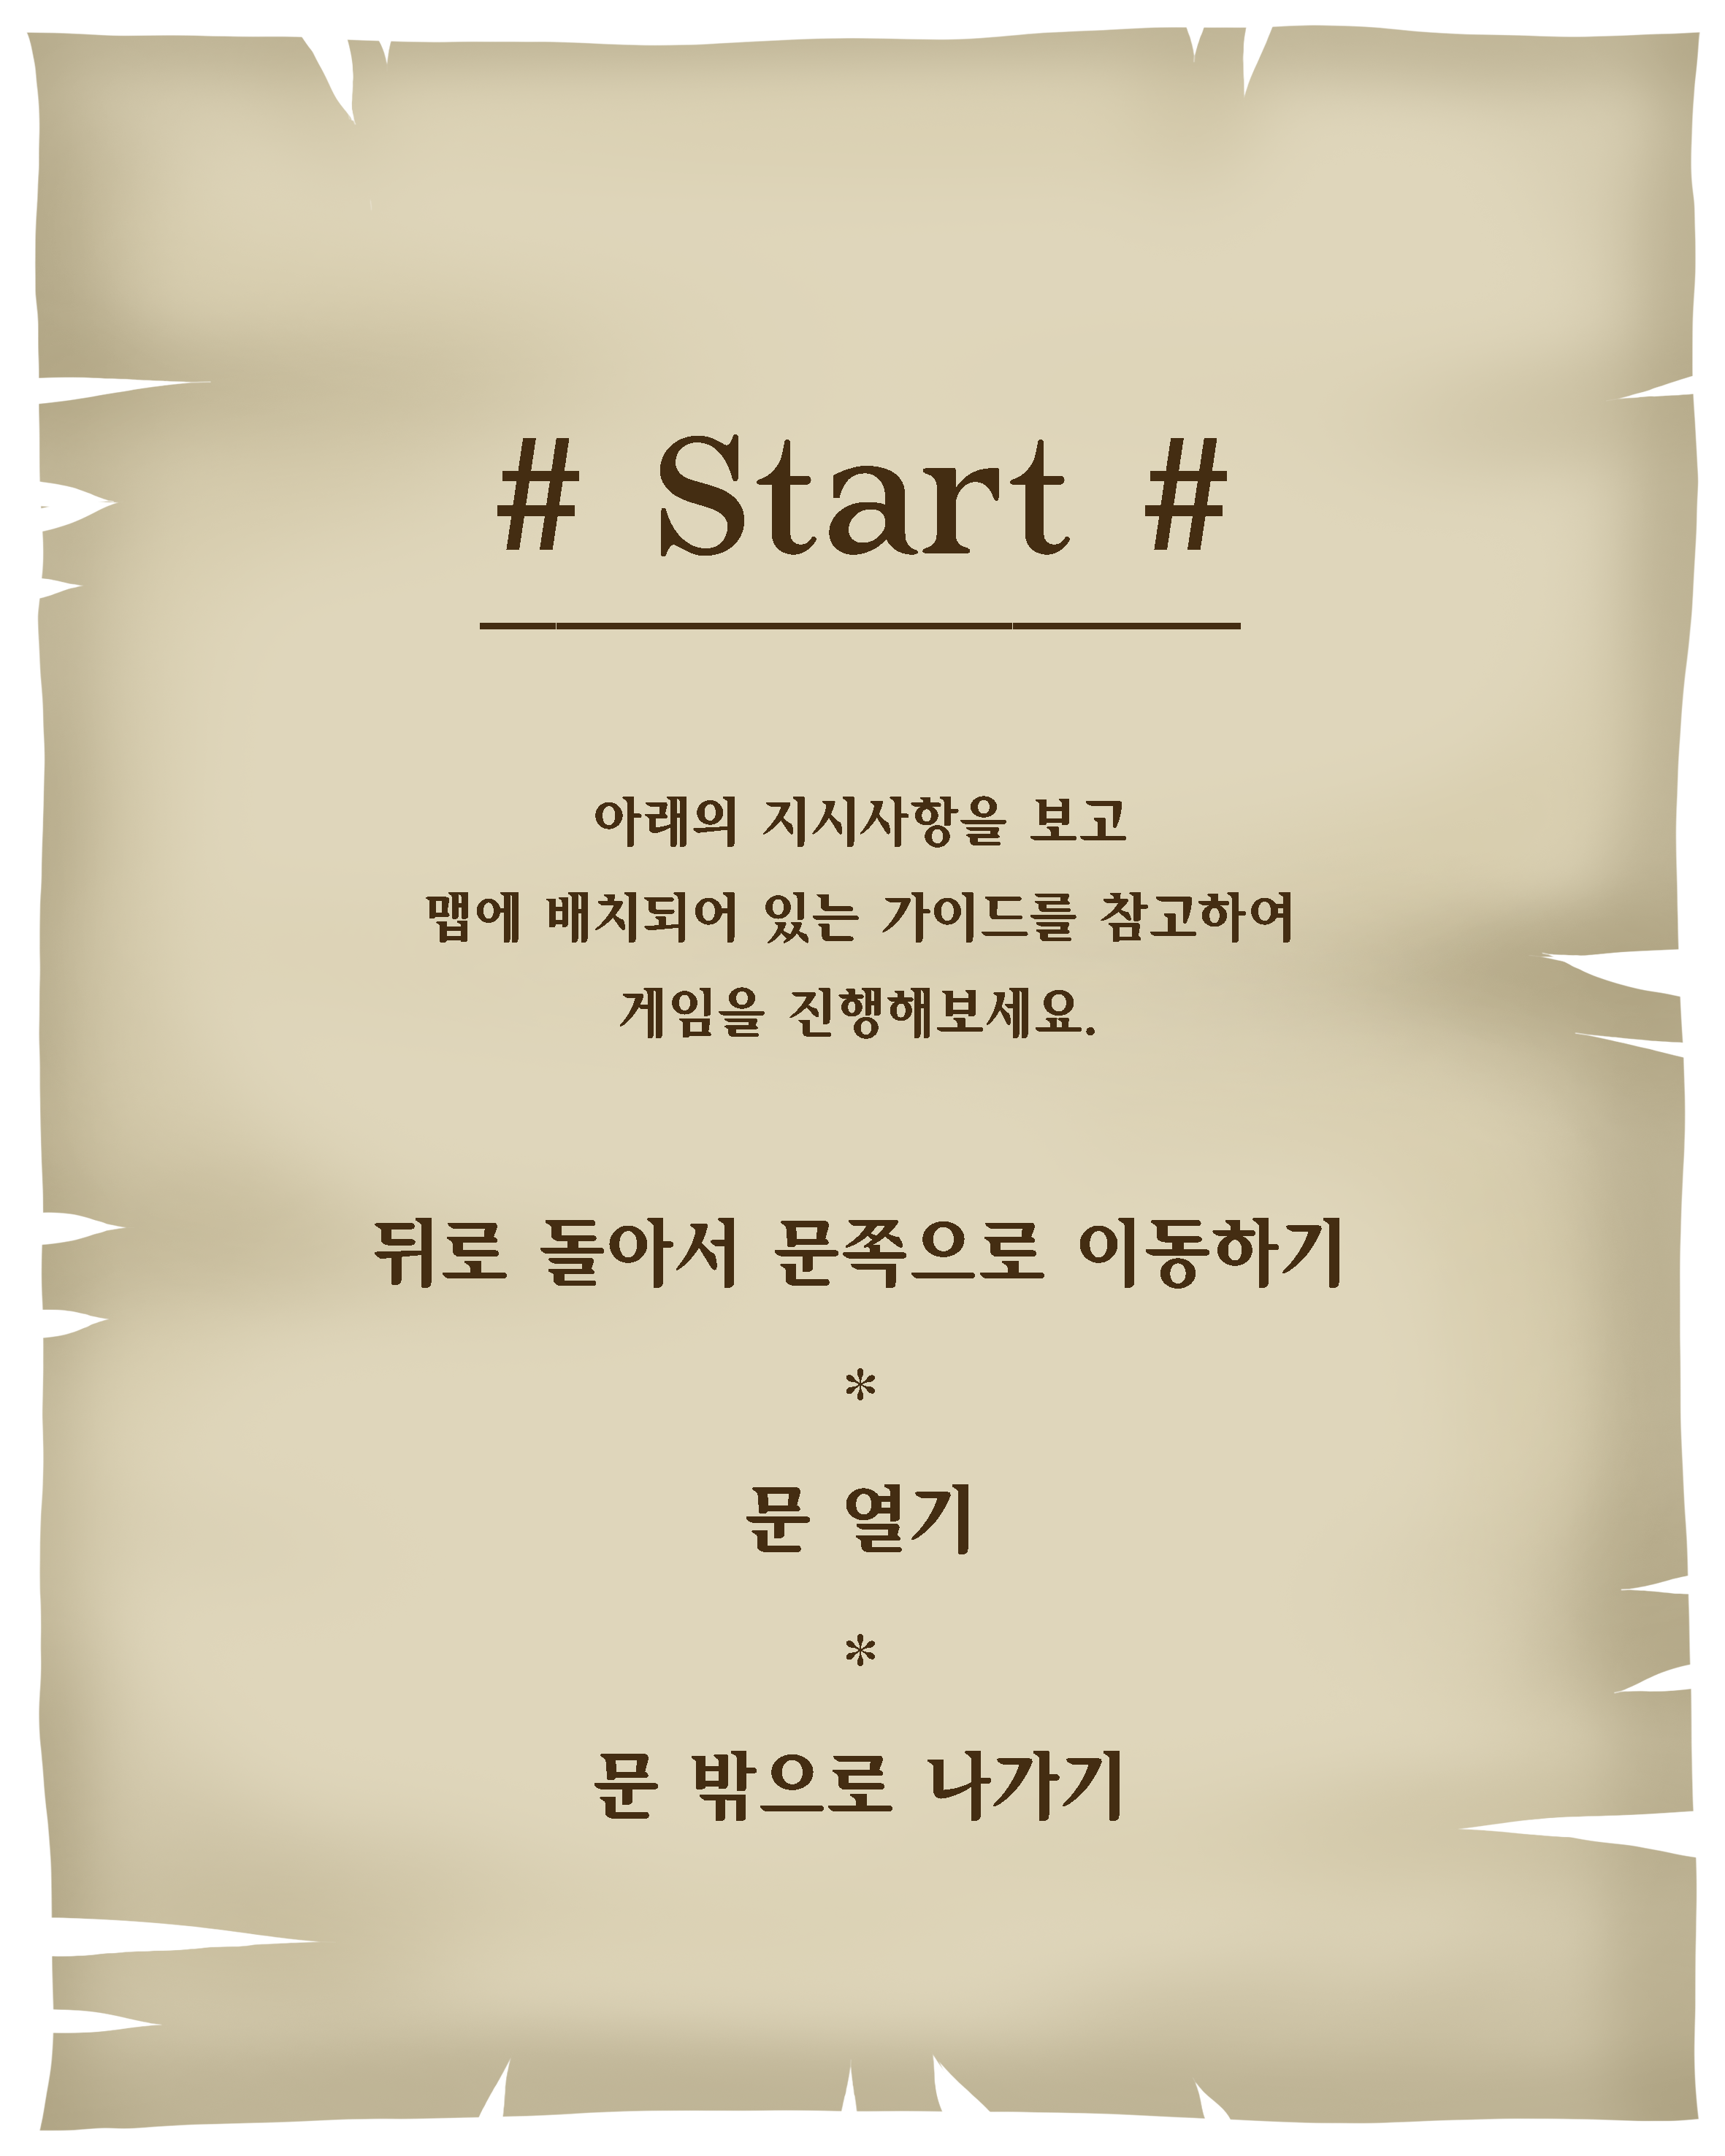 # Start #
아래의 지시사항을 보고
맵에 배치되어 있는 가이드를 참고하여
게임을 진행해보세요.
뒤로 돌아서 문쪽으로 이동하기
*
문 열기
*
문 밖으로 나가기